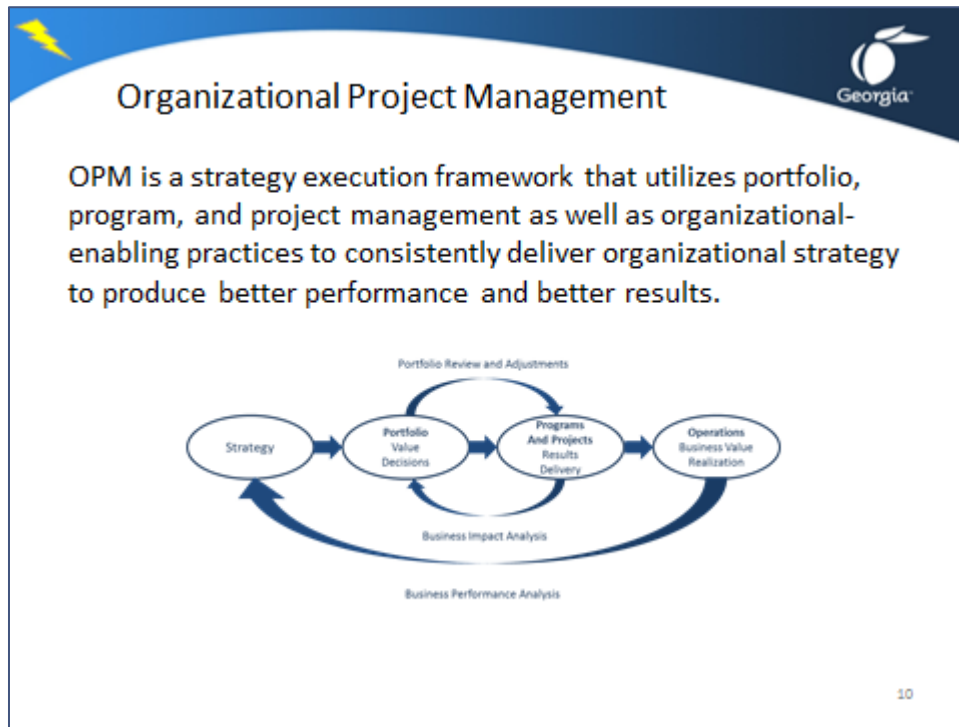 Georgia
Organizational Project Management
OPM is a strategy execution framework that utilizes portfolio,
program, and project management as well as organizational-
enabling practices to consistently deliver organizational strategy
to produce better performance and better results.
Portfolio Review and Adjustments
Strategy
Portfolio
Value
Decisions
Programs
And Projects
Results
Delivery
Operations
Business Value
Realization
Business Impact Analysis
Business Performance Analysis
10